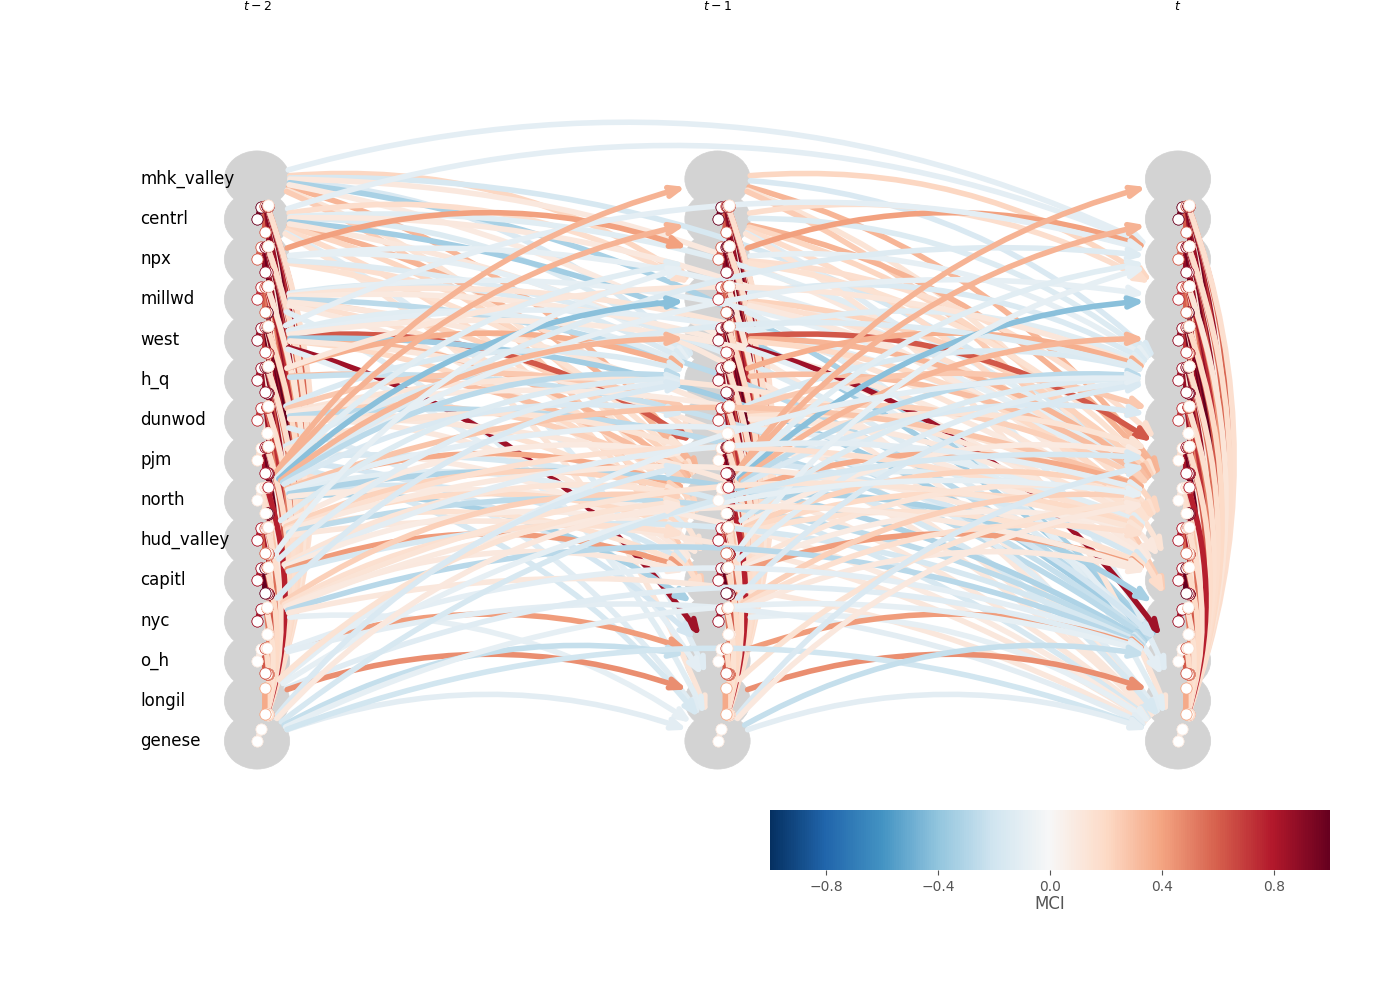 t − 2 t − 1 t
mhk_valley
centrl
npx
millwd
west
h_q
dunwod
pjm
north
hud_valley
capitl
nyc
o_h
longil
genese
−0.8 −0.4 0.0 0.4 0.8
MCI